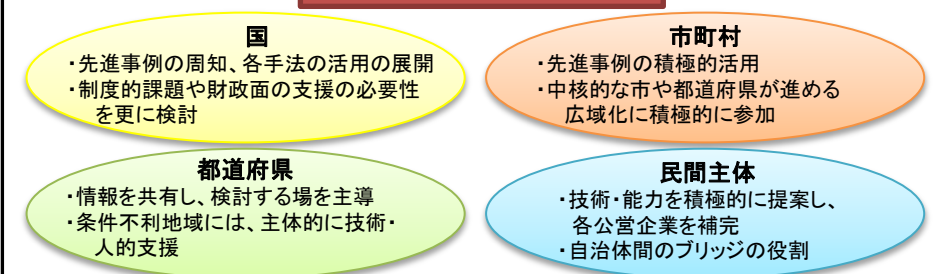 国
・先進事例の周知、各手法の活用の展開
・制度的課題や財政面の支援の必要性
を更に検討
市町村
・先進事例の積極的活用
・中核的な市や都道府県が進める
広域化に積極的に参加
都道府県
・情報を共有し、検討する場を主導
・条件不利地域には、主体的に技術・
人的支援
民間主体
・技術・能力を積極的に提案し、
各公営企業を補完
・自治体間のブリッジの役割